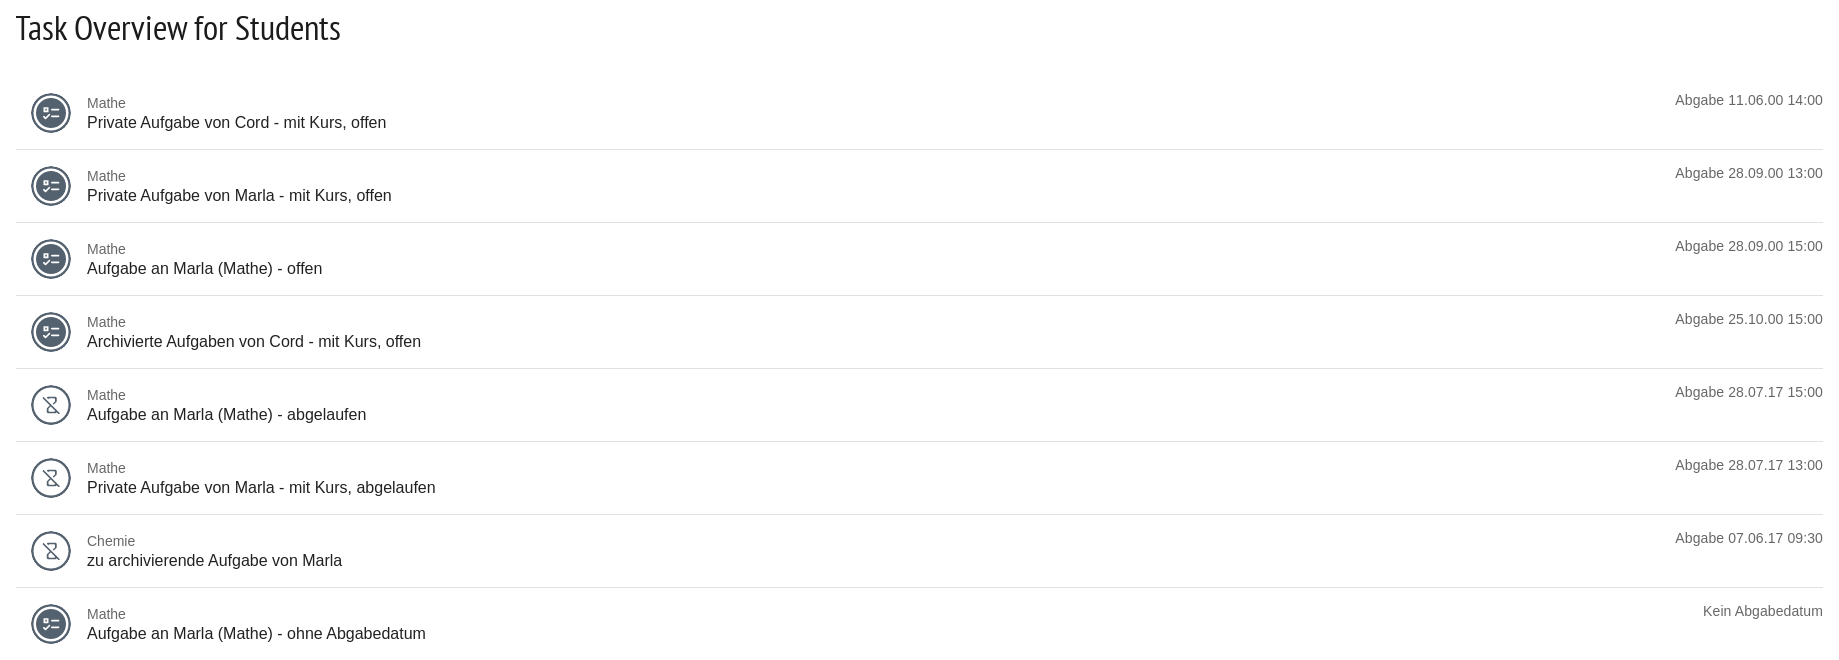 Task Overview for Students
Mathe
Abgabe 11.06.00 14:00
Private Aufgabe von Cord - mit Kurs, offen
Mathe
Abgabe 28.09.00 13:00
Private Aufgabe von Marla - mit Kurs, offen
Mathe
Abgabe 28.09.00 15:00
Aufgabe an Marla (Mathe) - offen
Mathe
Abgabe 25.10.00 15:00
Archivierte Aufgaben von Cord - mit Kurs, offen
Mathe
Abgabe 28.07.17 15:00
Aufgabe an Marla (Mathe) - abgelaufen
Mathe
Abgabe 28.07.17 13:00
Private Aufgabe von Marla - mit Kurs, abgelaufen
Chemie
Abgabe 07.06.17 09:30
zu archivierende Aufgabe von Marla
Mathe
Kein Abgabedatum
Aufgabe an Marla (Mathe) - ohne Abgabedatum